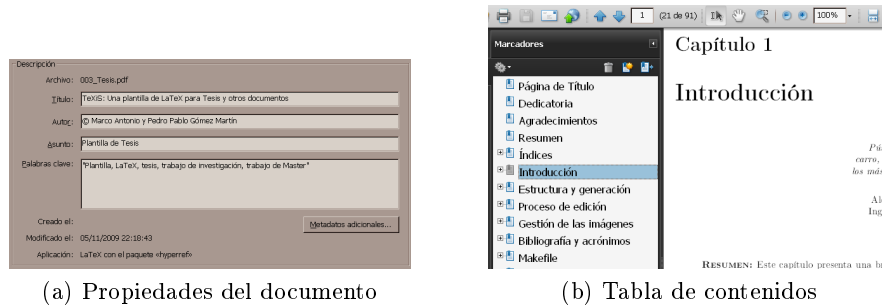 Descripción
Archivo: 003_Tesis.pdf
Título: TeXiS: Una plantilla de LaTeX para Tesis y otros documentos
Autor: © Marco Antonio y Pedro Pablo Gómez Martín
Asunto: Plantilla de Tesis
Palabras clave: "Plantilla, LaTeX, tesis, trabajo de investigación, trabajo de Master"
Creado el:
Metadatos adicionales...
Modificado el: 05/11/2009 22:18:43
Aplicación: LaTeX con el paquete «hyperref»
(a) Propiedades del documento
1 (21 de 91) 100%
Marcadores
Página de Título
Dedicatoria
Agradecimientos
Resumen
Índices
Introducción
Estructura y generación
Proceso de edición
Gestión de las imágenes
Bibliografía y acrónimos
Makefile
Capítulo 1
Introducción
carro,
los más
Ing
RESUMEN: Este capítulo presenta una
(b) Tabla de contenidos